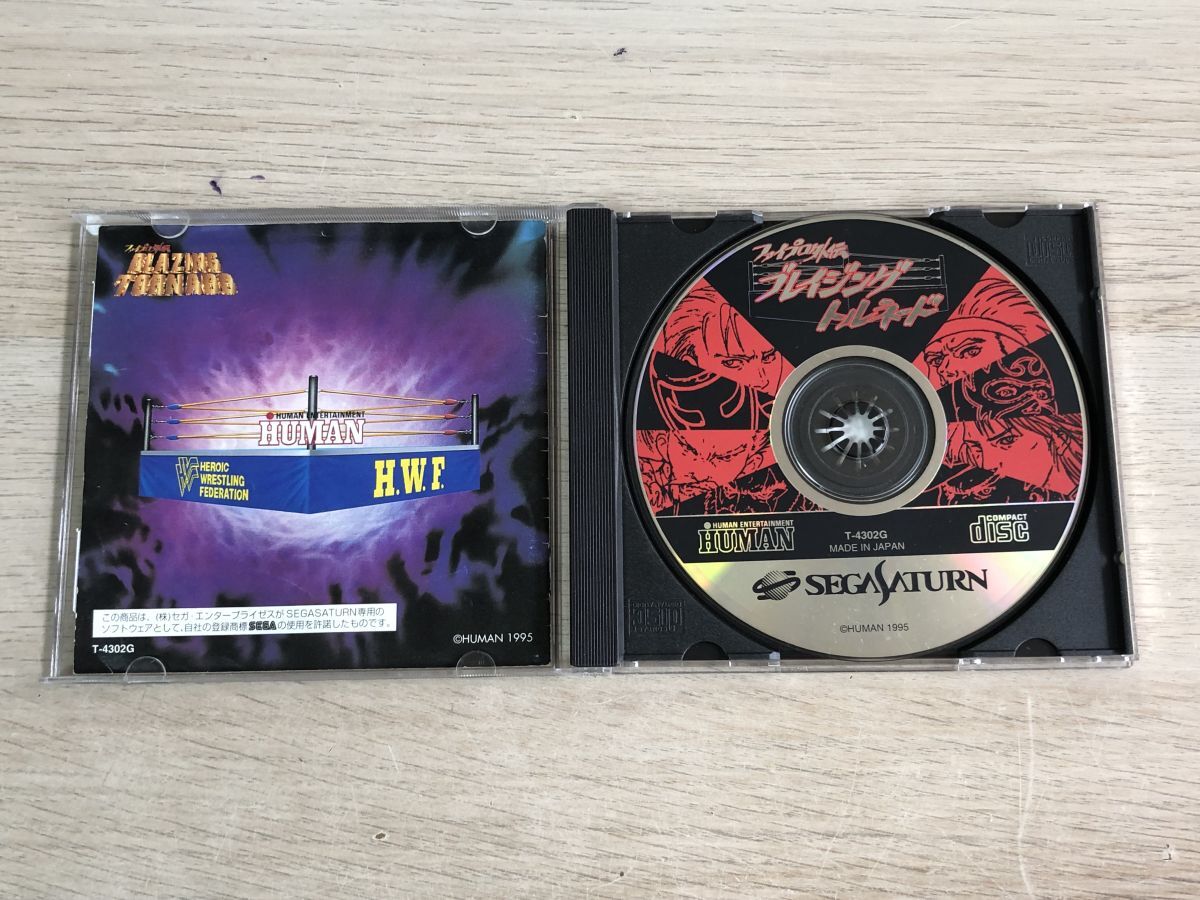 ファイプロ外伝
BLAZING
TORNADO
HUMAN ENTERTAINMENT
HUMAN
HEROIC
WRESTLING
FEDERATION
H.W.F.
この商品は、(株)セガ・エンタープライゼスがSEGASATURN専用の
ソフトウェアとして、自社の登録商標SEGAの使用を許諾したものです。
©HUMAN 1995
T-4302G
ファイプロ外伝
ブレイジング
トルネード
HUMAN ENTERTAINMENT
HUMAN
T-4302G
MADE IN JAPAN
COMPACT
disc
SEGASATURN
©HUMAN 1995